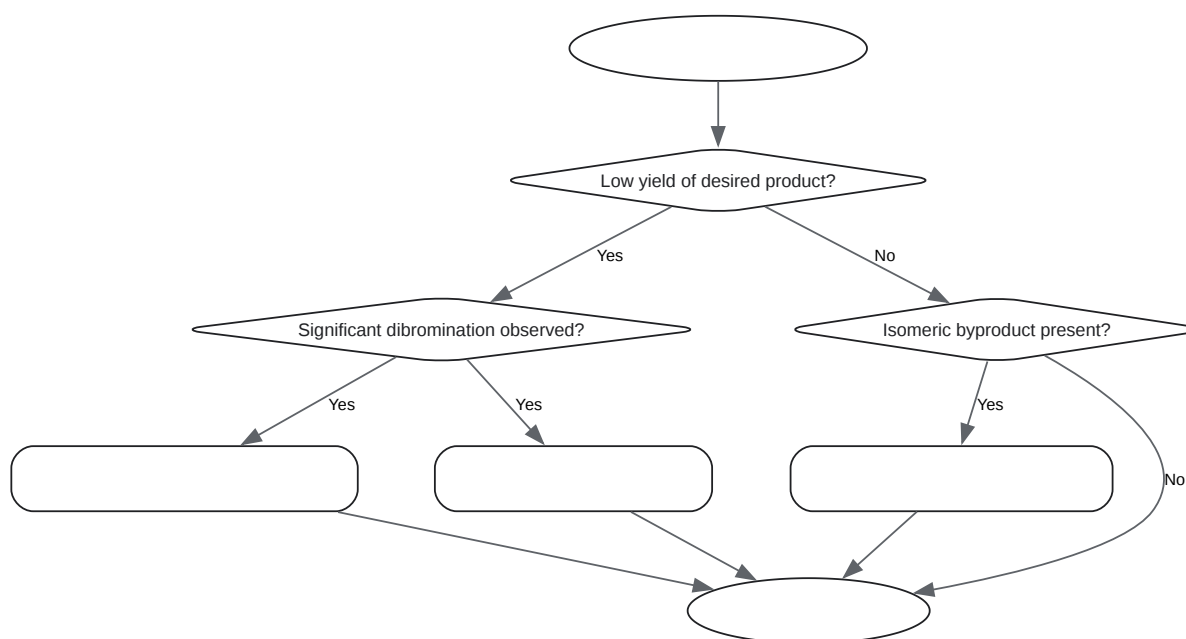 Low yield of desired product?
Yes
No
Significant dibromination observed?
Isomeric byproduct present?
Yes
Yes
Yes
No